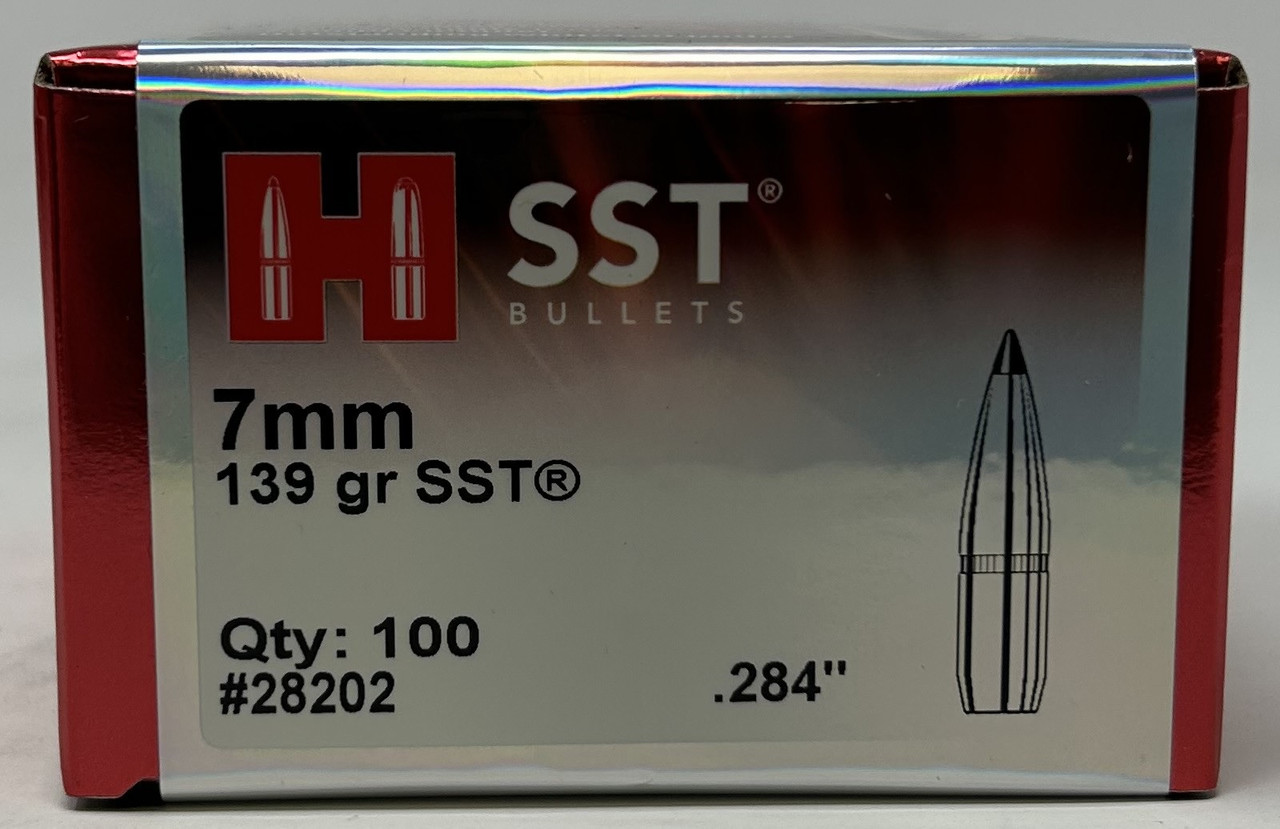 H SST®
BULLETS
7mm
139 gr SST®
Qty: 100
#28202
.284"